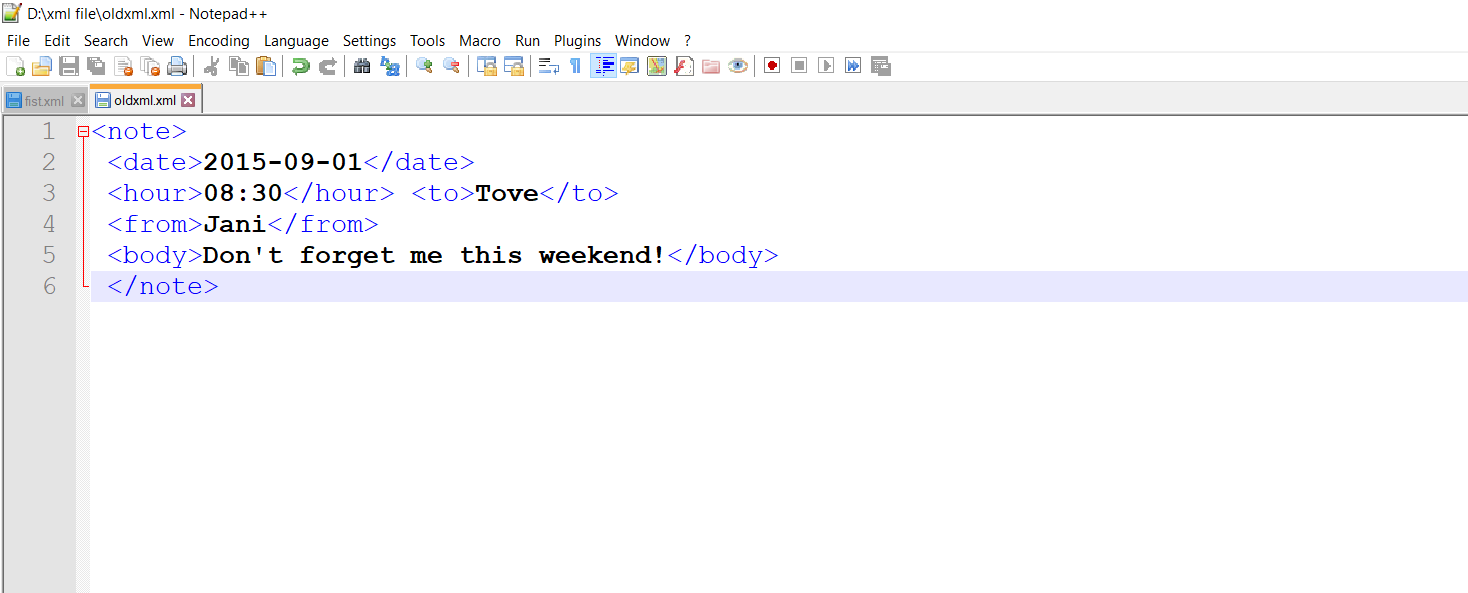 D:\xml file\oldxml.xml - Notepad++
File Edit Search View Encoding Language Settings Tools Macro Run Plugins Window ?
fist.xml oldxml.xml
1 <note>
2 <date>2015-09-01</date>
3 <hour>08:30</hour> <to>Tove</to>
4 <from>Jani</from>
5 <body>Don't forget me this weekend!</body>
6 </note>